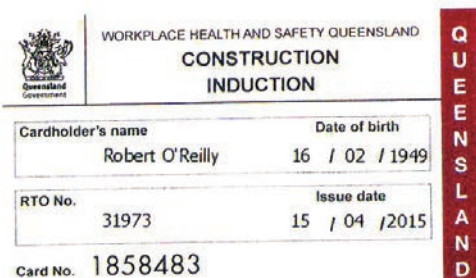 WORKPLACE HEALTH AND SAFETY QUEENSLAND
CONSTRUCTION
INDUCTION
Queensland
Government
Cardholder's name
Date of birth
Robert O'Reilly
16 / 02 / 1949
RTO No.
Issue date
31973
15 / 04 / 2015
Card No. 1858483
QUEENSLAND